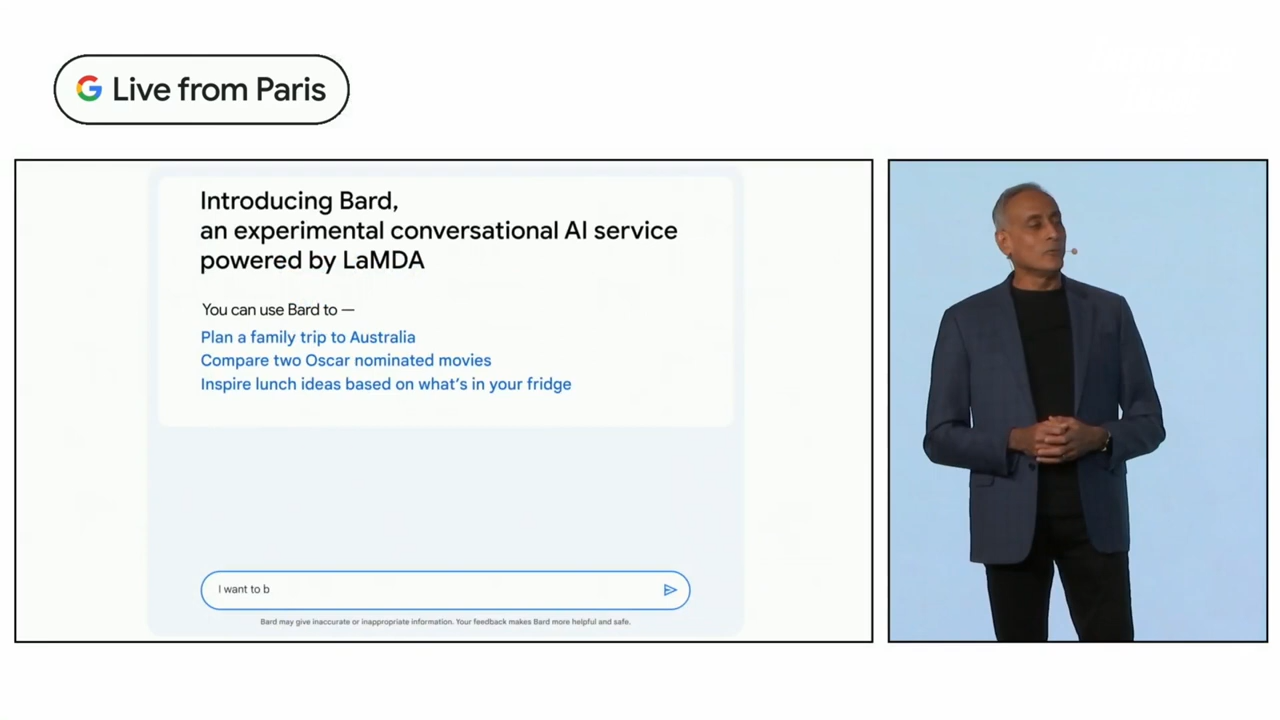 Live from Paris
Introducing Bard,
an experimental conversational AI service
powered by LaMDA
You can use Bard to —
Plan a family trip to Australia
Compare two Oscar nominated movies
Inspire lunch ideas based on what's in your fridge
I want to b
Bard may give inaccurate or inappropriate information. Your feedback makes Bard more helpful and safe.